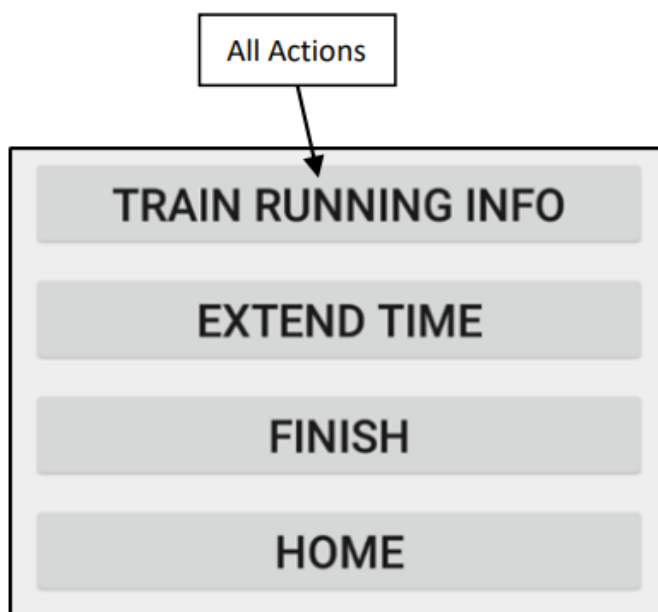 All Actions
TRAIN RUNNING INFO
EXTEND TIME
FINISH
HOME